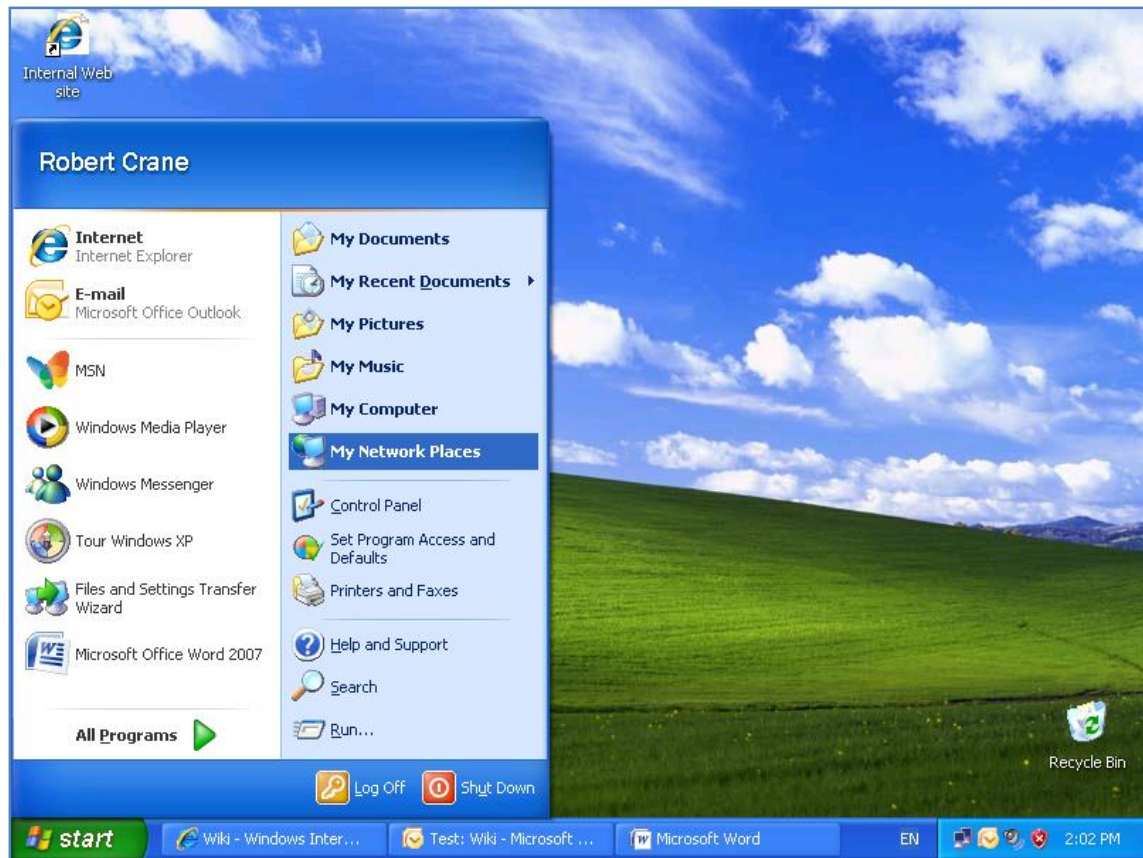 Internal Web
site
Robert Crane
Internet
Internet Explorer
E-mail
Microsoft Office Outlook
MSN
Windows Media Player
Windows Messenger
Tour Windows XP
Files and Settings Transfer
Wizard
Microsoft Office Word 2007
All Programs
My Documents
My Recent Documents
My Pictures
My Music
My Computer
My Network Places
Control Panel
Set Program Access and
Defaults
Printers and Faxes
Help and Support
Search
Run...
Log Off
Shut Down
Recycle Bin
start
Wiki - Windows Inter...
Test: Wiki - Microsoft ...
Microsoft Word
EN
2:02 PM